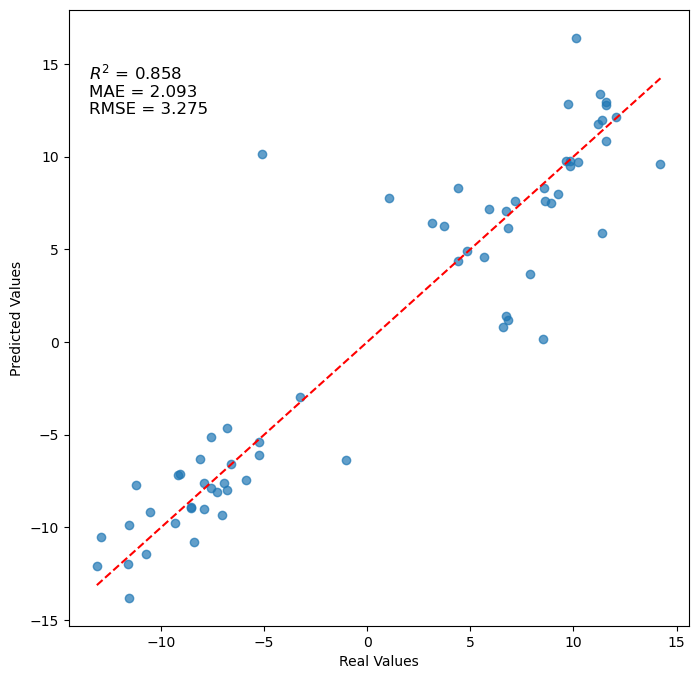 R² = 0.858
MAE = 2.093
RMSE = 3.275
15
10
5
0
−5
−10
−15
Predicted Values
−10 −5 0 5 10 15
Real Values